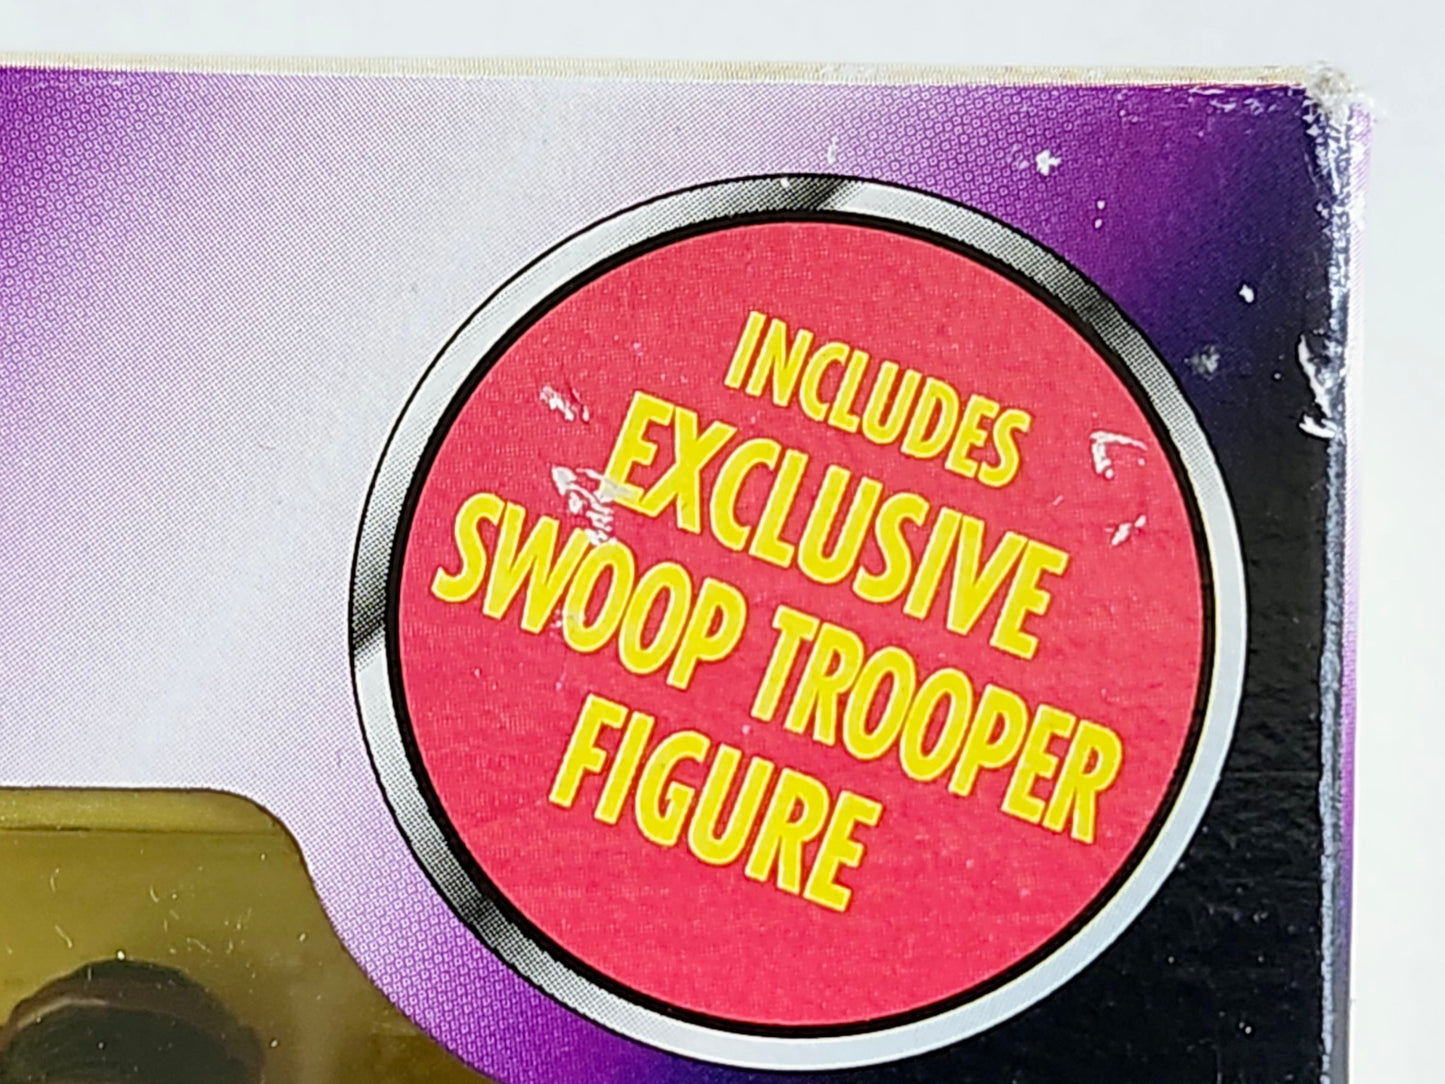 INCLUDES
EXCLUSIVE
SWOOP TROOPER
FIGURE